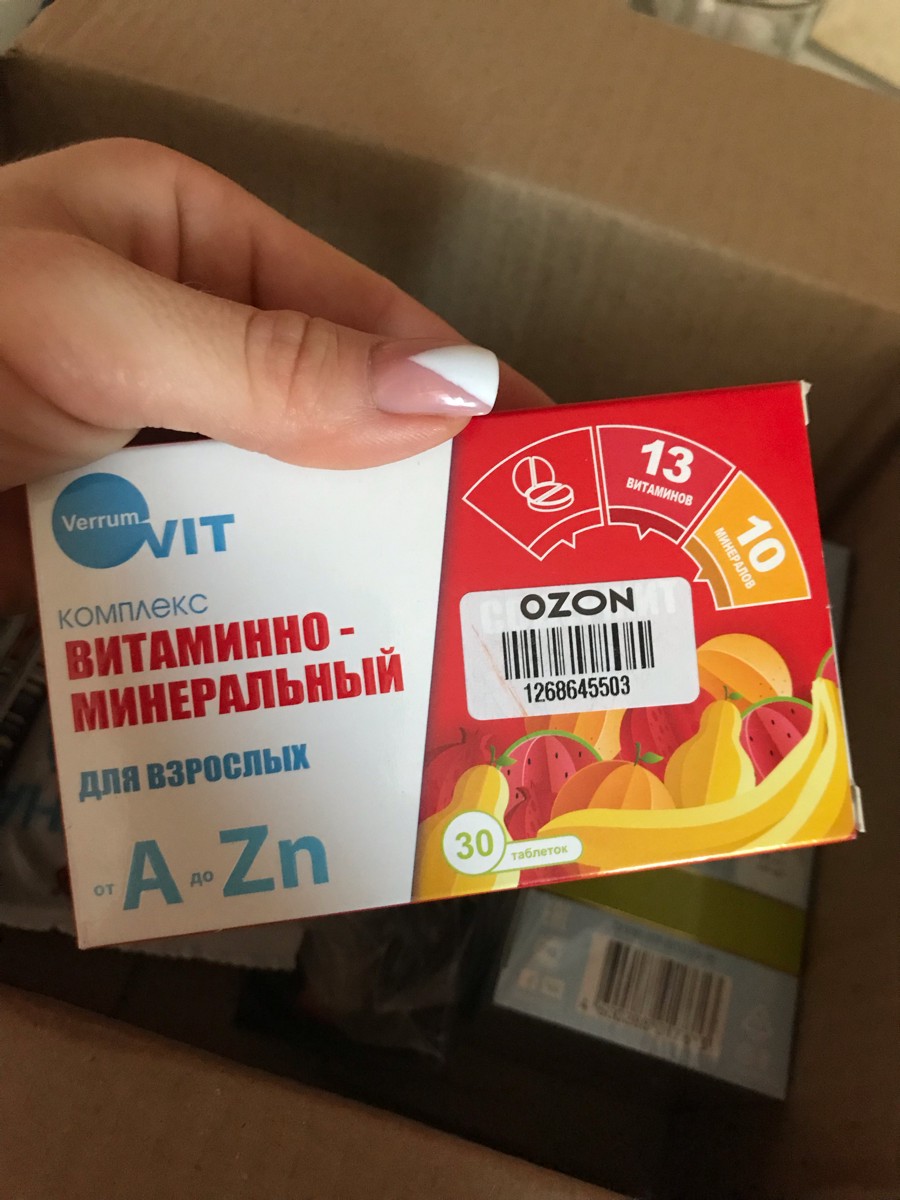 Verrum
VIT
комплекс
ВИТАМИННО-
МИНЕРАЛЬНЫЙ
ДЛЯ ВЗРОСЛЫХ
от A до Zn
13
ВИТАМИНОВ
10
МИНЕРАЛОВ
OZON
1268645503
30 таблеток